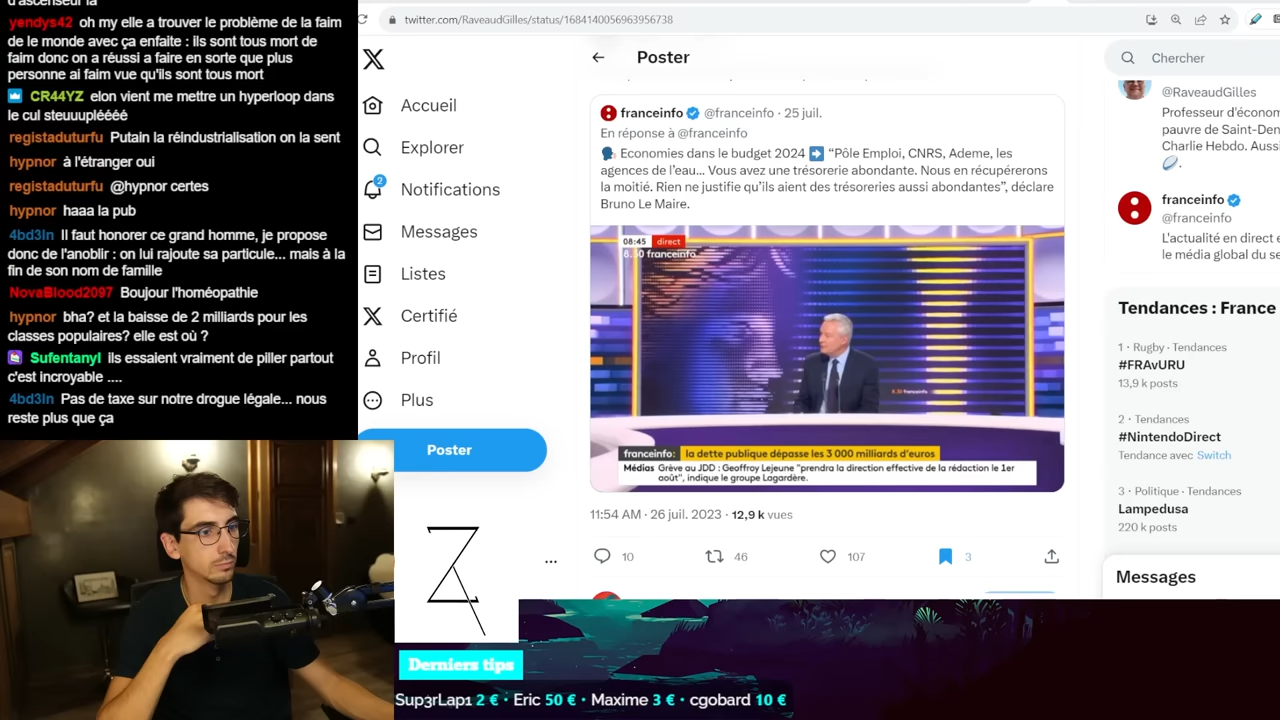 d'ascenseur là
yendys42 oh my elle a trouver le problème de la faim
de le monde avec ça enfaite : ils sont tous mort de
faim donc on a réussi a faire en sorte que plus
personne ai faim vue qu'ils sont tous mort
CR44YZ elon vient me mettre un hyperloop dans
le cul steuuupléééé
registaduturfu Putain la réindustrialisation on la sent
hypnor à l'étranger oui
registaduturfu @hypnor certes
hypnor haaa la pub
4bd3ln Il faut honorer ce grand homme, je propose
donc de l'anoblir : on lui rajoute sa particule... mais à la
fin de son nom de famille
NovaBlood2097 Boujour l'homéopathie
hypnor bha? et la baisse de 2 milliards pour les
classes populaires? elle est où ?
Sufentanyl ils essaient vraiment de piller partout
c'est incroyable ....
4bd3ln Pas de taxe sur notre drogue légale... nous
reste plus que ça
twitter.com/RaveaudGilles/status/1684140056963956738
Accueil
Explorer
2
Notifications
Messages
Listes
Certifié
Profil
Plus
Poster
Poster
franceinfo @franceinfo · 25 juil.
En réponse à @franceinfo
Economies dans le budget 2024 “Pôle Emploi, CNRS, Ademe, les
agences de l’eau… Vous avez une trésorerie abondante. Nous en récupérerons
la moitié. Rien ne justifie qu’ils aient des trésoreries aussi abondantes”, déclare
Bruno Le Maire.
08:45 direct
8.30 franceinfo
8.30 franceinfo
franceinfo: la dette publique dépasse les 3 000 milliards d'euros
Médias Grève au JDD : Geoffroy Lejeune "prendra la direction effective de la rédaction le 1er
août", indique le groupe Lagardère.
11:54 AM · 26 juil. 2023 · 12,9 k vues
10
46
107
3
Chercher
@RaveaudGilles
Professeur d'écono
pauvre de Saint-Den
Charlie Hebdo. Auss
franceinfo
@franceinfo
L'actualité en direct e
le média global du se
Tendances : France
1 · Rugby · Tendances
#FRAvURU
13,9 k posts
2 · Tendances
#NintendoDirect
Tendance avec Switch
3 · Politique · Tendances
Lampedusa
220 k posts
Messages
Derniers tips
Sup3rLap1 2 € · Eric 50 € · Maxime 3 € · cgobard 10 €